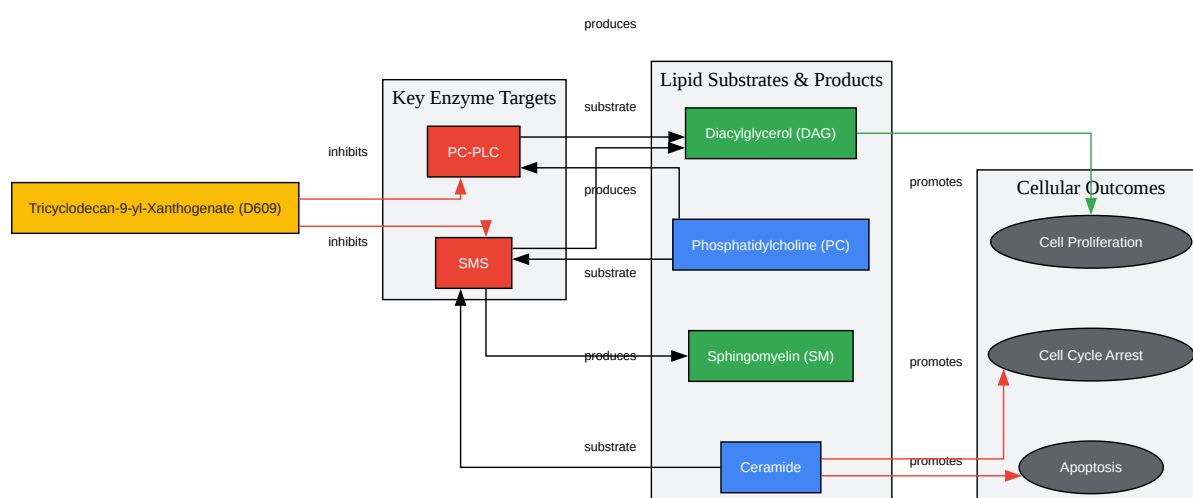 produces
Lipid Substrates & Products
Key Enzyme Targets
substrate
Diacylglycerol (DAG)
inhibits
PC-PLC
produces
promotes
Cellular Outcomes
Tricyclodecan-9-yl-Xanthogenate (D609)
inhibits
SMS
Phosphatidylcholine (PC)
Cell Proliferation
substrate
produces
Sphingomyelin (SM)
promotes
Cell Cycle Arrest
substrate
Ceramide
promotes
Apoptosis